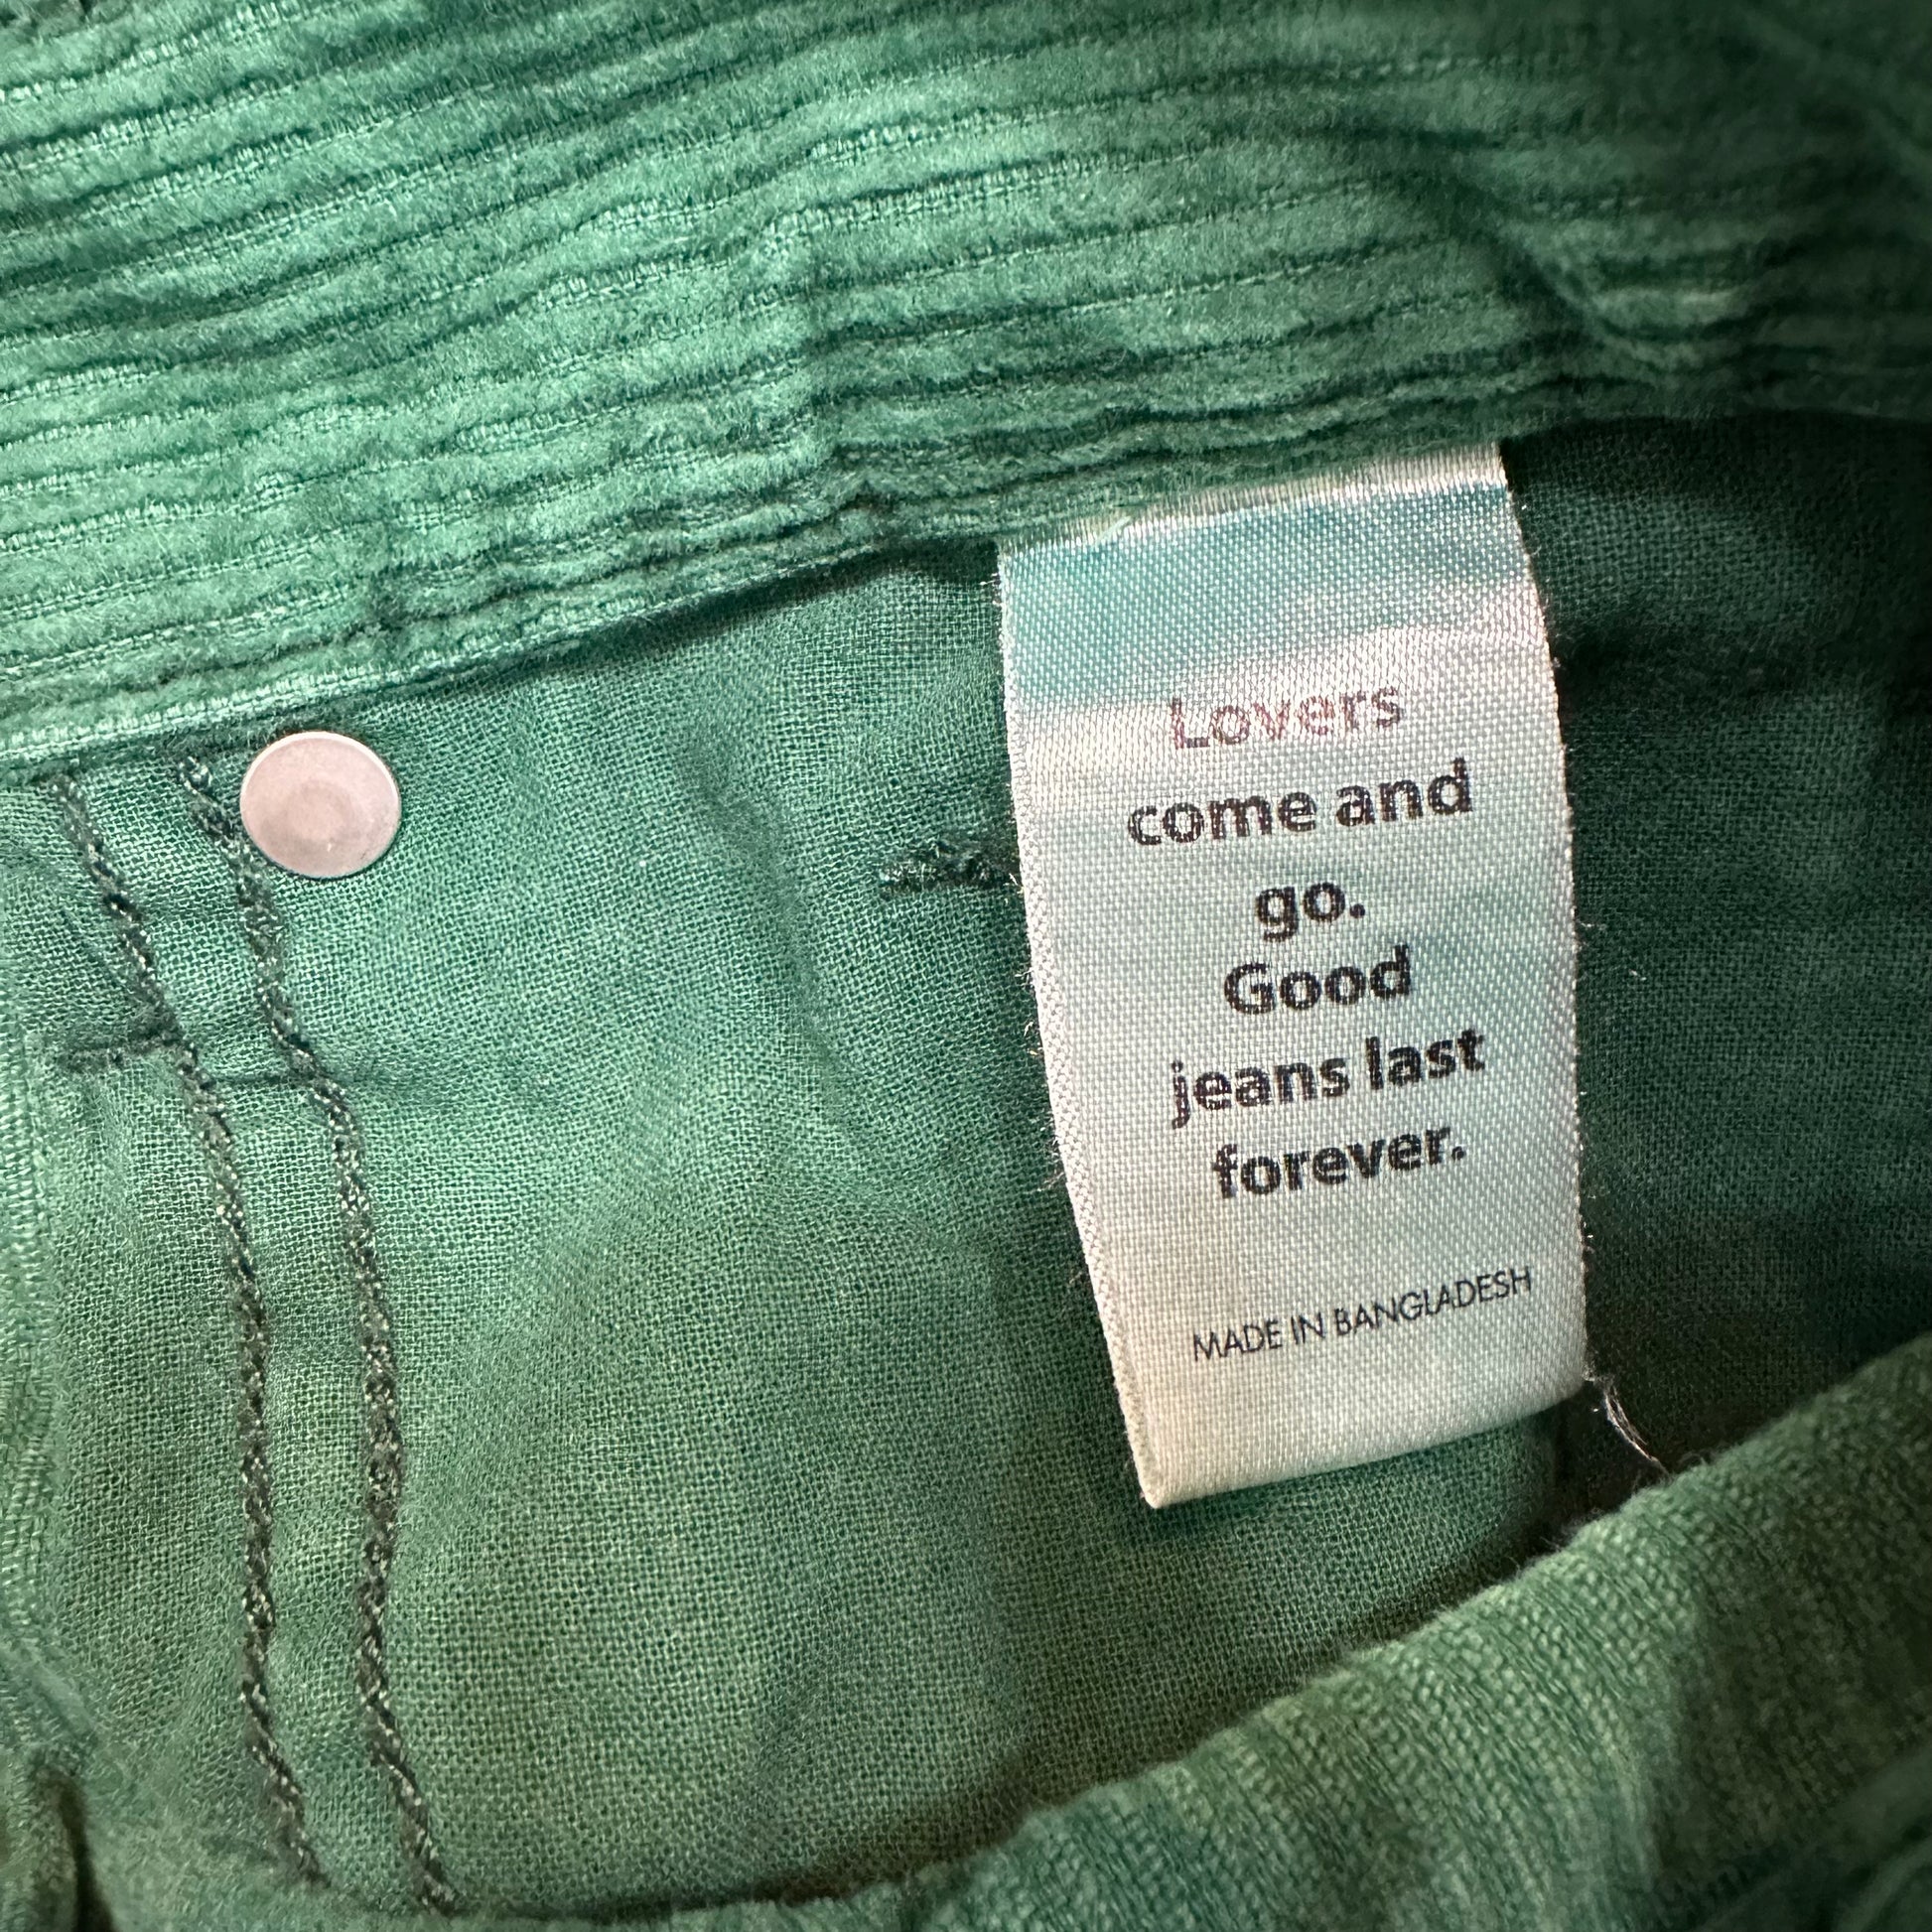 Lovers
come and
go.
Good
jeans last
forever.
MADE IN BANGLADESH